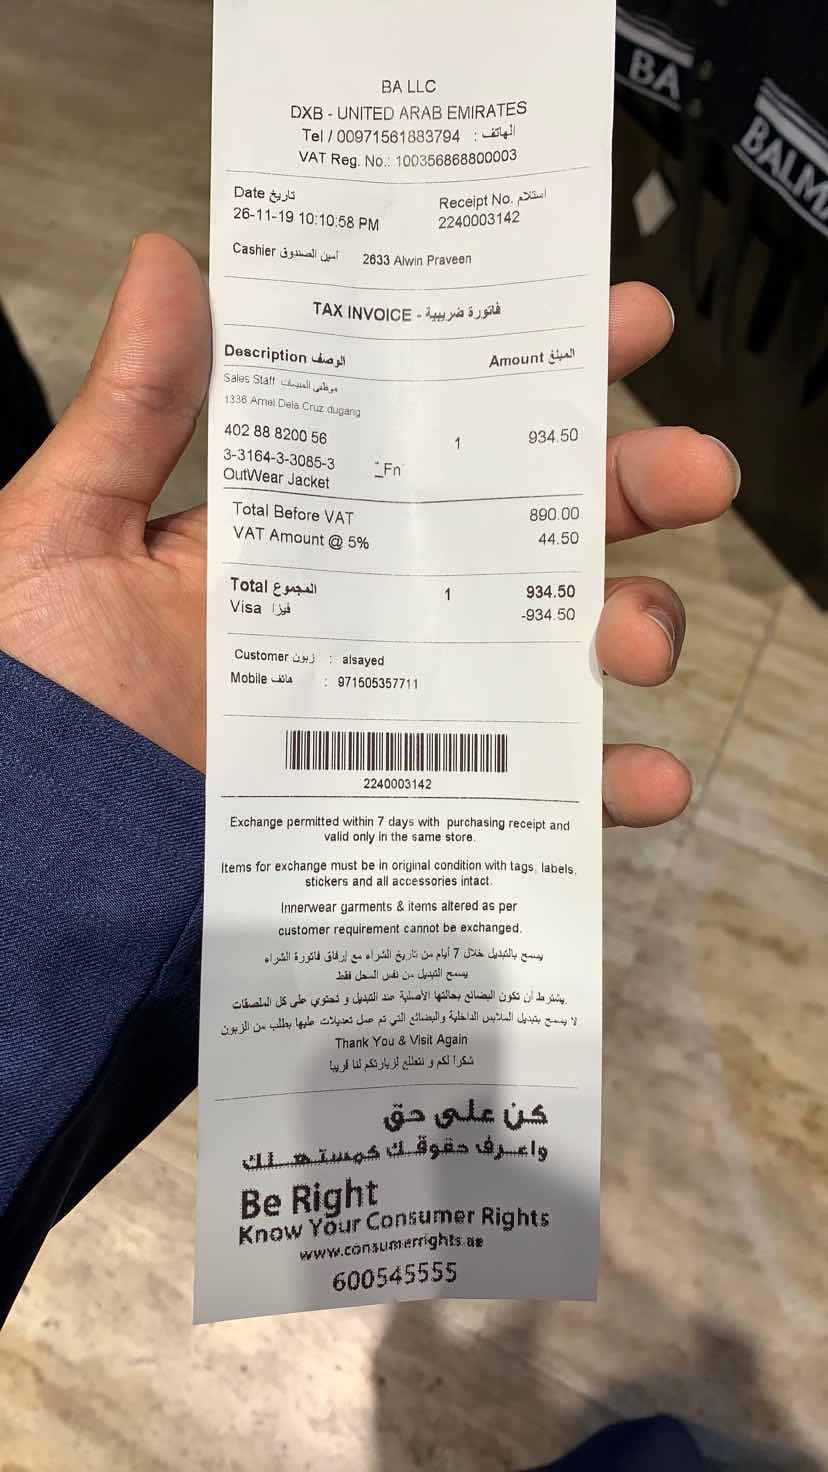 BA LLC
DXB - UNITED ARAB EMIRATES
Tel / 00971561883794 : الهاتف
VAT Reg. No.: 100356868800003
Date تاريخ
Receipt No. استلام
26-11-19 10:10:58 PM
2240003142
Cashier أمين الصندوق 2633 Alwin Praveen
TAX INVOICE - فاتورة ضريبية
Description الوصف Amount المبلغ
Sales Staff موظفي المبيعات
1336 Arnel Dela Cruz dugang
402 88 8200 56 1 934.50
3-3164-3-3085-3 _Fn
OutWear Jacket
Total Before VAT 890.00
VAT Amount @ 5% 44.50
Total المجموع 1 934.50
Visa فيزا -934.50
Customer زبون : alsayed
Mobile هاتف : 971505357711
2240003142
Exchange permitted within 7 days with purchasing receipt and
valid only in the same store.
Items for exchange must be in original condition with tags, labels,
stickers and all accessories intact.
Innerwear garments & items altered as per
customer requirement cannot be exchanged.
يسمح بالتبديل خلال 7 أيام من تاريخ الشراء مع إرفاق فاتورة الشراء
يسمح التبديل من نفس المحل فقط
يشترط أن تكون البضائع بحالتها الأصلية عند التبديل و تحتوي على كل الملصقات
لا يسمح بتبديل الملابس الداخلية والبضائع التي تم عمل تعديلات عليها بطلب من الزبون
Thank You & Visit Again
شكرا لكم و نتطلع لزيارتكم لنا قريبا
كن على حق
واعرف حقوقك كمستهلك
Be Right
Know Your Consumer Rights
www.consumerrights.ae
600545555
BA
BALMA